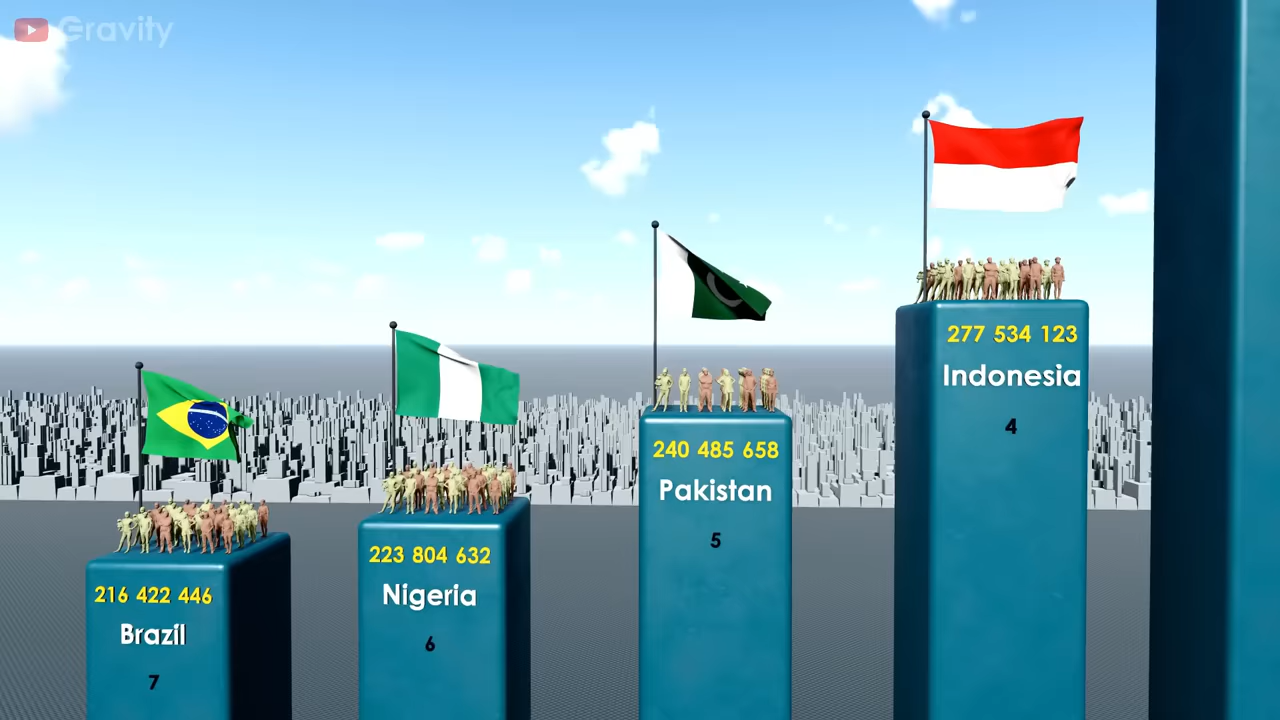 Gravity
216 422 446
Brazil
7
223 804 632
Nigeria
6
240 485 658
Pakistan
5
277 534 123
Indonesia
4